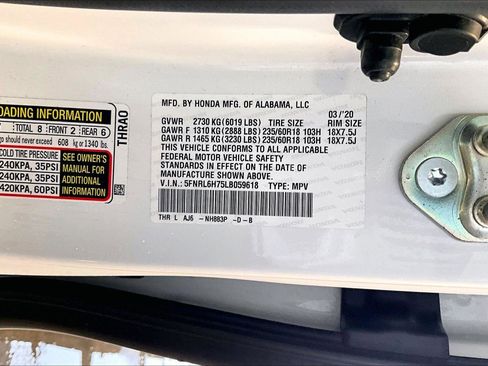 LOADING INFORMATION
TOTAL 8 FRONT 2 REAR 6
go should never exceed 608 kg or 1340 lbs
THRAO
COLD TIRE PRESSURE
240KPA, 35PSI
240KPA, 35PSI
420KPA, 60PSI
SEE OWNER'S
MANUAL FOR
ADDITIONAL
INFORMATION
MFD. BY HONDA MFG. OF ALABAMA, LLC
03/'20
GVWR 2730 KG (6019 LBS) TIRE SIZE RIM SIZE
GAWR F 1310 KG (2888 LBS) 235/60R18 103H 18X7.5J
GAWR R 1465 KG (3230 LBS) 235/60R18 103H 18X7.5J
THIS VEHICLE CONFORMS TO ALL APPLICABLE
FEDERAL MOTOR VEHICLE SAFETY
STANDARDS IN EFFECT ON THE DATE OF
MANUFACTURE SHOWN ABOVE.
V.I.N.: 5FNRL6H75LB059618 TYPE: MPV
THR L AJ6 -NH883P -D-B